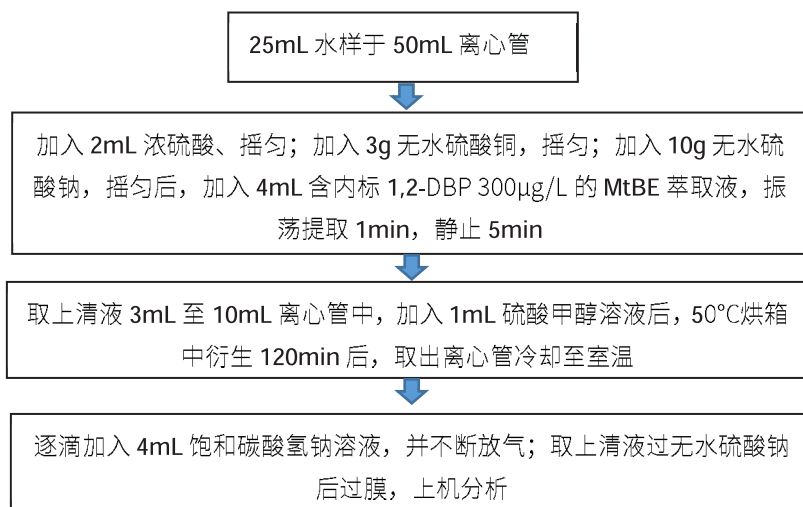 25mL 水样于 50mL 离心管
加入 2mL 浓硫酸、摇匀；加入 3g 无水硫酸铜，摇匀；加入 10g 无水硫
酸钠，摇匀后，加入 4mL 含内标 1,2-DBP 300μg/L 的 MtBE 萃取液，振
荡提取 1min，静止 5min
取上清液 3mL 至 10mL 离心管中，加入 1mL 硫酸甲醇溶液后，50°C烘箱
中衍生 120min 后，取出离心管冷却至室温
逐滴加入 4mL 饱和碳酸氢钠溶液，并不断放气；取上清液过无水硫酸钠
后过膜，上机分析